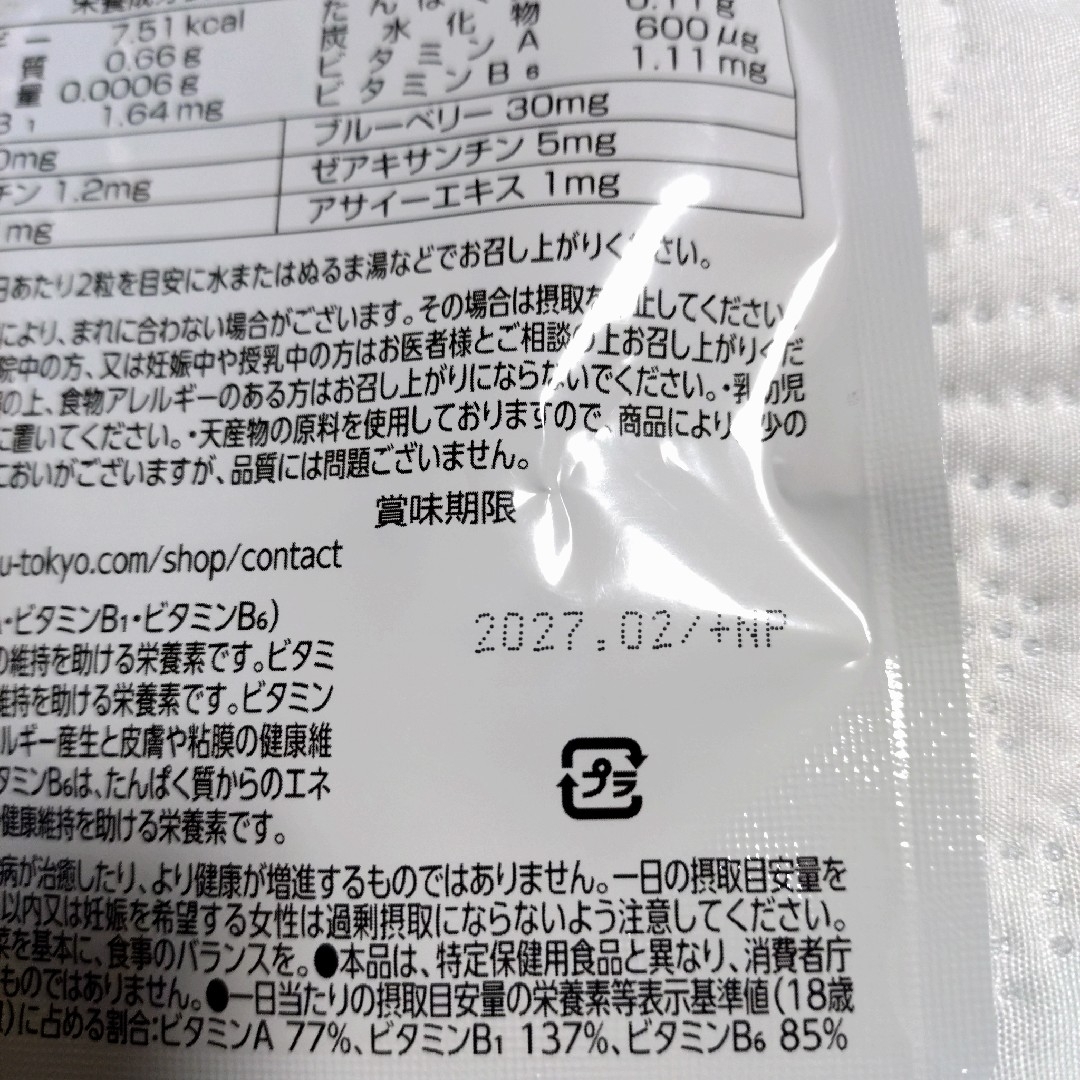 7.51 kcal
物
質 0.66 g
炭 水 化
ビタミンA 600 μg
量 0.0006 g
ビタミンB6 1.11 mg
1.64 mg
ブルーベリー 30mg
ゼアキサンチン 5mg
チン 1.2mg
アサイーエキス 1mg
mg
日あたり2粒を目安に水またはぬるま湯などでお召し上がりく さい。
により、まれに合わない場合がございます。その場合は摂取を 止してください
院中の方、又は妊娠中や授乳中の方はお医者様とご相談の上お召し上がりくだ
の上、食物アレルギーのある方はお召し上がりにならないでください。・乳幼児
に置いてください。・天産物の原料を使用しておりますので、商品により 少の
においがございますが、品質には問題ございません。
賞味期限
u-tokyo.com/shop/contact
2027.02/+NP
・ビタミンB1・ビタミンB6)
の維持を助ける栄養素です。ビタミ
維持を助ける栄養素です。ビタミン
ルギー産生と皮膚や粘膜の健康維
タミンB6は、たんぱく質からのエネ
健康維持を助ける栄養素です。
プラ
病が治癒したり、より健康が増進するものではありません。一日の摂取目安量を
以内又は妊娠を希望する女性は過剰摂取にならないよう注意してください。
菜を基本に、食事のバランスを。●本品は、特定保健用食品と異なり、消費者庁
ものではありません。●一日当たりの摂取目安量の栄養素等表示基準値(18歳
)に占める割合:ビタミンA 77%、ビタミンB1 137%、ビタミンB6 85%